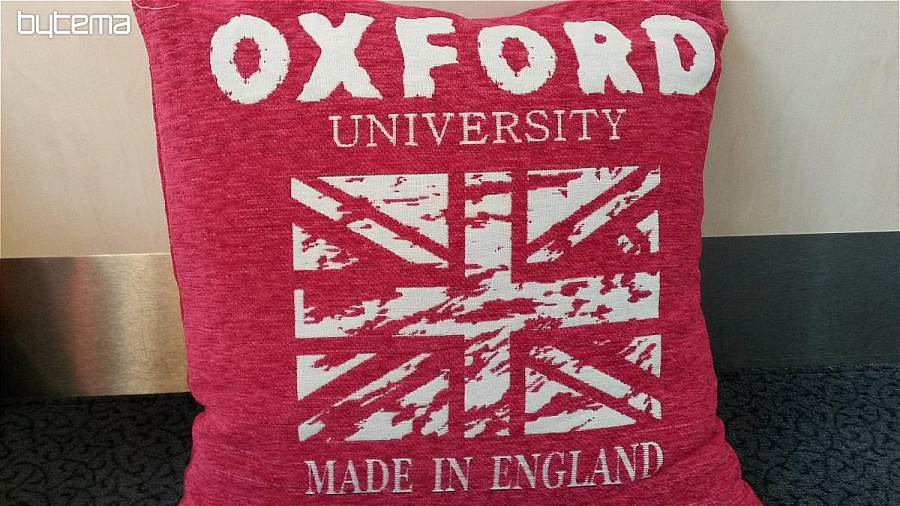 bytema
OXFORD
UNIVERSITY
MADE IN ENGLAND